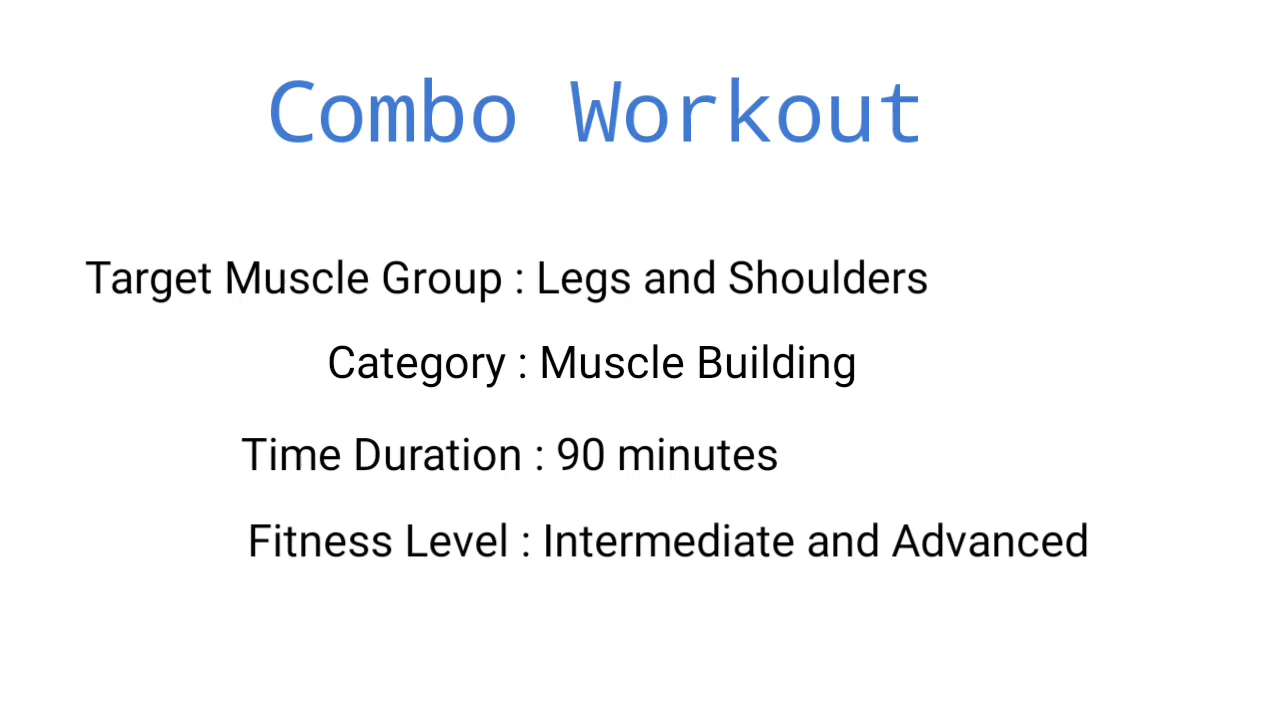 Combo Workout
Target Muscle Group : Legs and Shoulders
Category : Muscle Building
Time Duration : 90 minutes
Fitness Level : Intermediate and Advanced